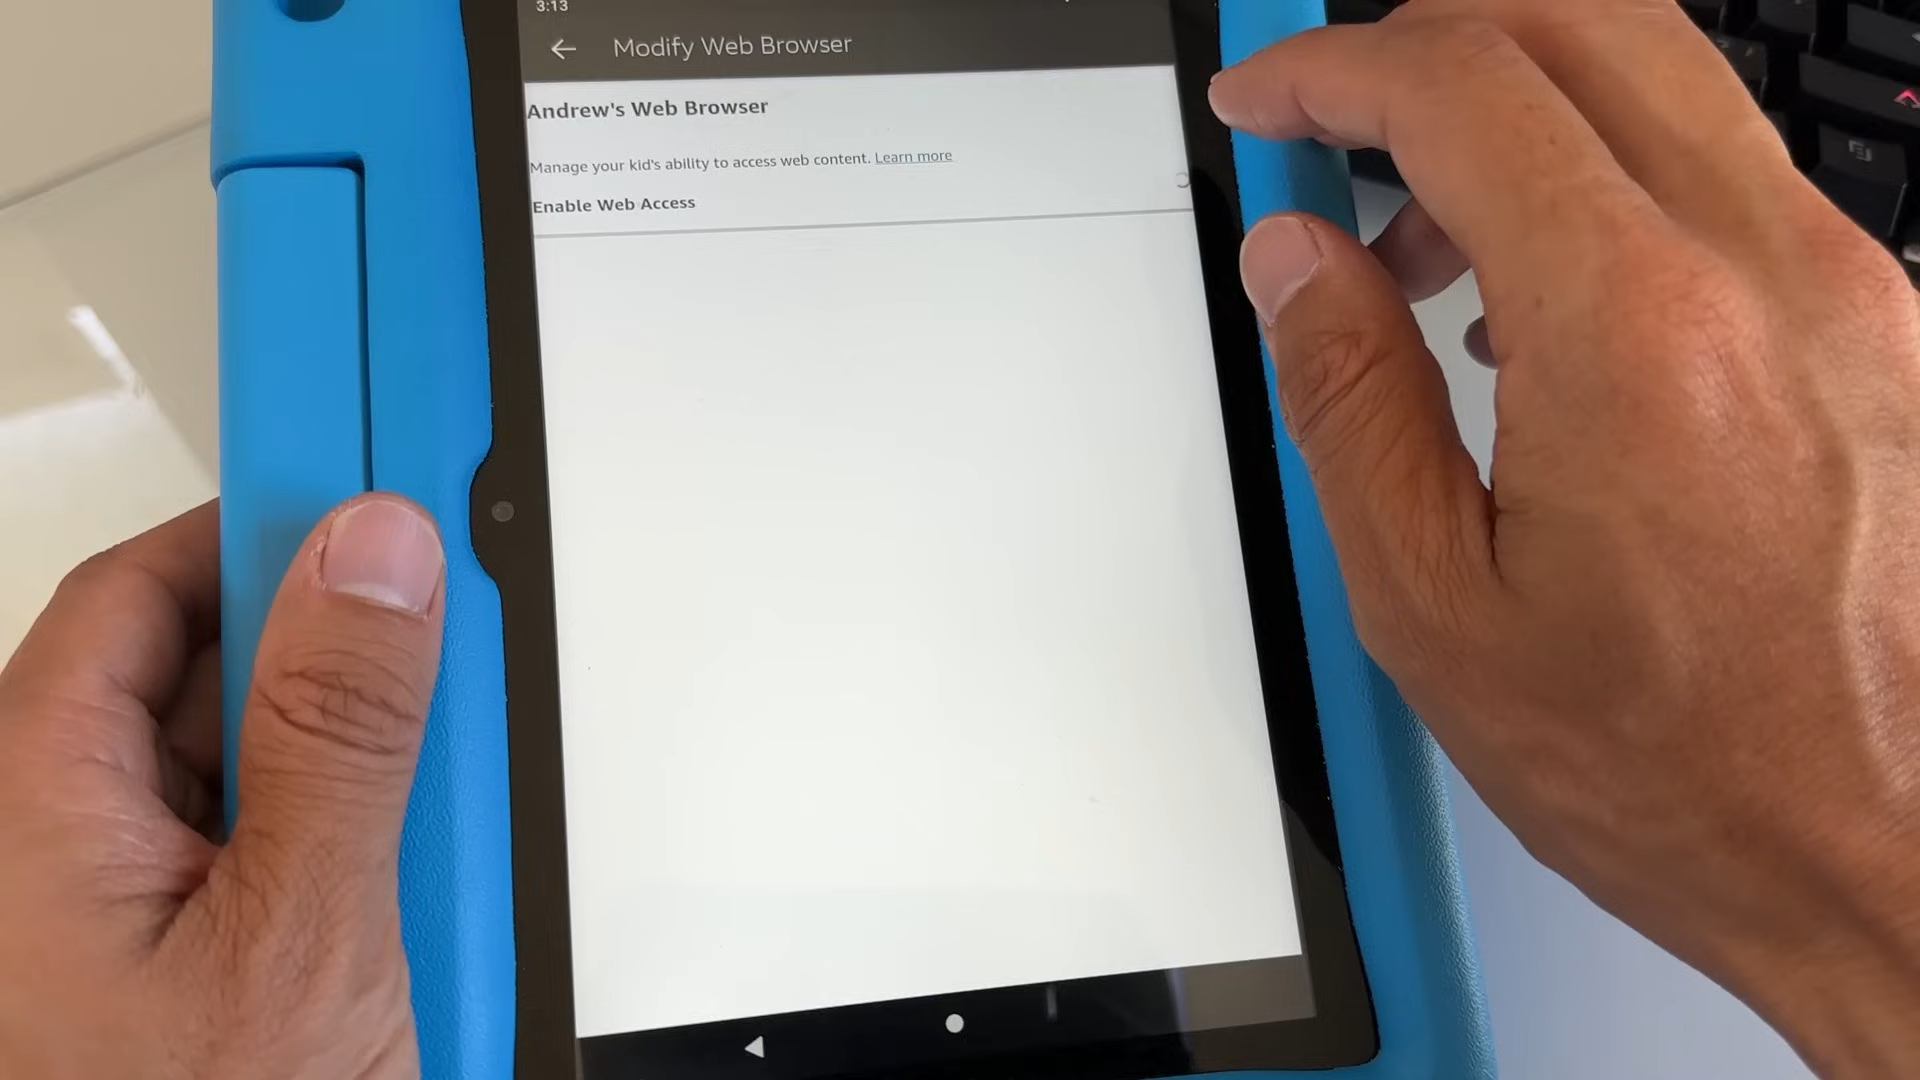 3:13
Modify Web Browser
Andrew's Web Browser
Manage your kid's ability to access web content. Learn more
Enable Web Access